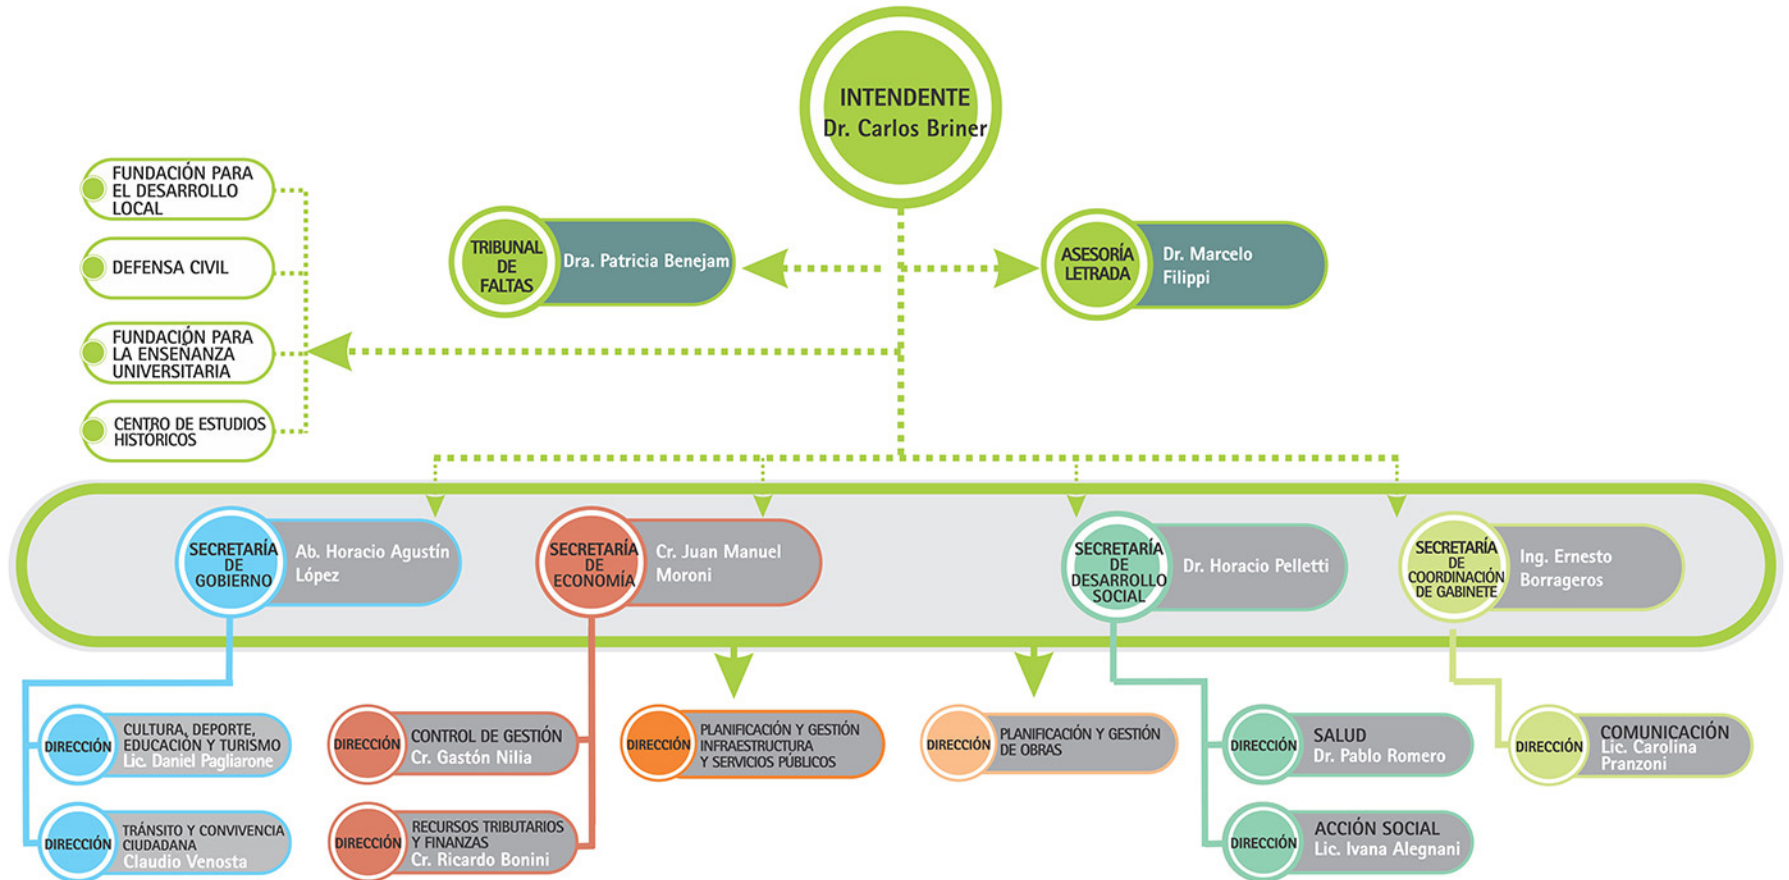 INTENDENTE
Dr. Carlos Briner
FUNDACIÓN PARA
EL DESARROLLO
LOCAL
DEFENSA CIVIL
FUNDACIÓN PARA
LA ENSEÑANZA
UNIVERSITARIA
CENTRO DE ESTUDIOS
HISTÓRICOS
TRIBUNAL
DE
FALTAS
Dra. Patricia Benejam
ASESORÍA
LETRADA
Dr. Marcelo
Filippi
SECRETARÍA
DE
GOBIERNO
Ab. Horacio Agustín
López
SECRETARÍA
DE
ECONOMÍA
Cr. Juan Manuel
Moroni
SECRETARÍA
DE
DESARROLLO
SOCIAL
Dr. Horacio Pelletti
SECRETARÍA
DE
COORDINACIÓN
DE GABINETE
Ing. Ernesto
Borrageros
DIRECCIÓN
CULTURA, DEPORTE,
EDUCACIÓN Y TURISMO
Lic. Daniel Pagliarone
DIRECCIÓN
TRÁNSITO Y CONVIVENCIA
CIUDADANA
Claudio Venosta
DIRECCIÓN
CONTROL DE GESTIÓN
Cr. Gastón Nilia
DIRECCIÓN
RECURSOS TRIBUTARIOS
Y FINANZAS
Cr. Ricardo Bonini
DIRECCIÓN
PLANIFICACIÓN Y GESTIÓN
INFRAESTRUCTURA
Y SERVICIOS PÚBLICOS
DIRECCIÓN
PLANIFICACIÓN Y GESTIÓN
DE OBRAS
DIRECCIÓN
SALUD
Dr. Pablo Romero
DIRECCIÓN
ACCIÓN SOCIAL
Lic. Ivana Alegnani
DIRECCIÓN
COMUNICACIÓN
Lic. Carolina
Pranzoni